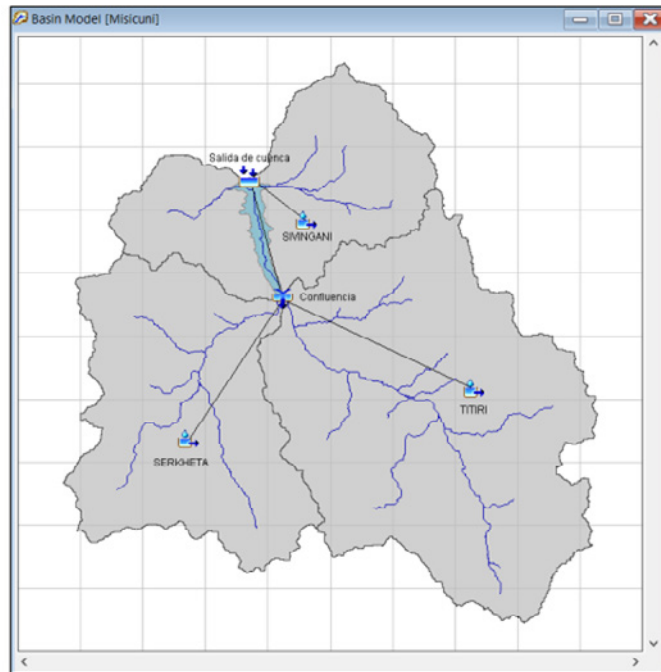 Basin Model [Misicuni]
Salida de cuenca
SIVINGANI
Confluencia
TITIRI
SERKHETA